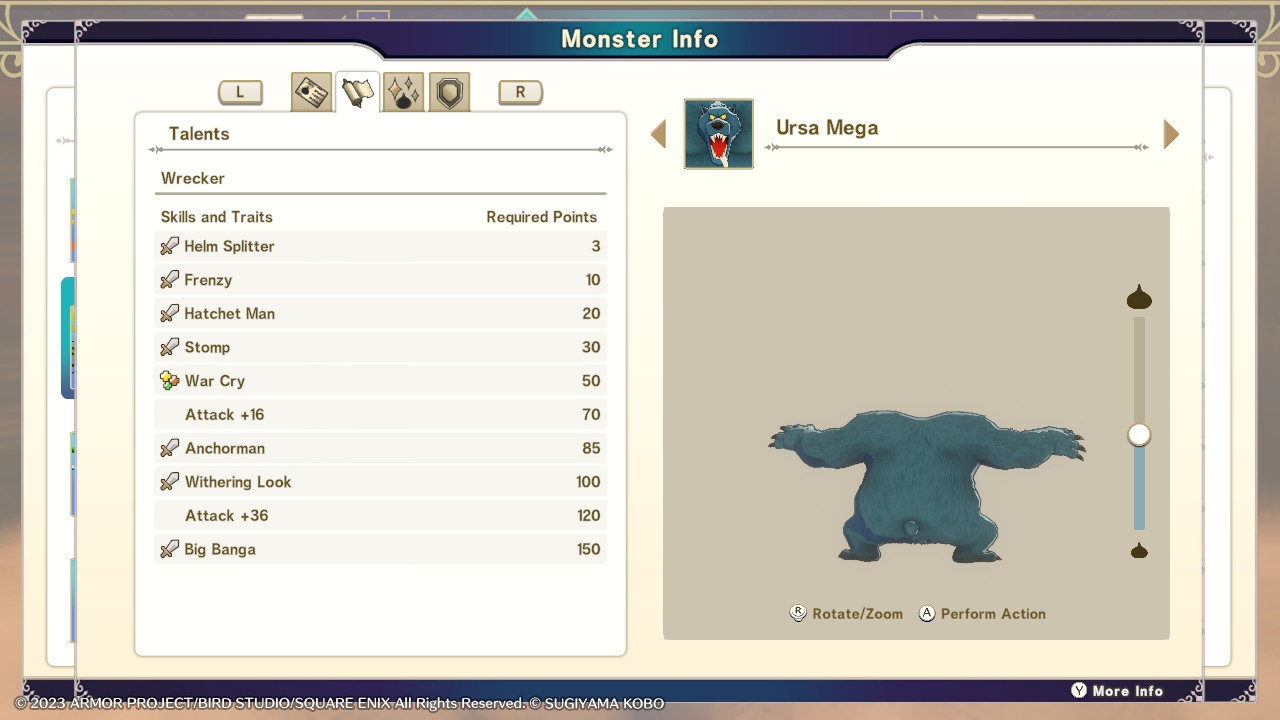 Monster Info
L
R
Talents
Wrecker
Skills and Traits Required Points
Helm Splitter 3
Frenzy 10
Hatchet Man 20
Stomp 30
War Cry 50
Attack +16 70
Anchorman 85
Withering Look 100
Attack +36 120
Big Banga 150
Ursa Mega
R Rotate/Zoom A Perform Action
Y More Info
© 2023 ARMOR PROJECT/BIRD STUDIO/SQUARE ENIX All Rights Reserved. © SUGIYAMA KOBO